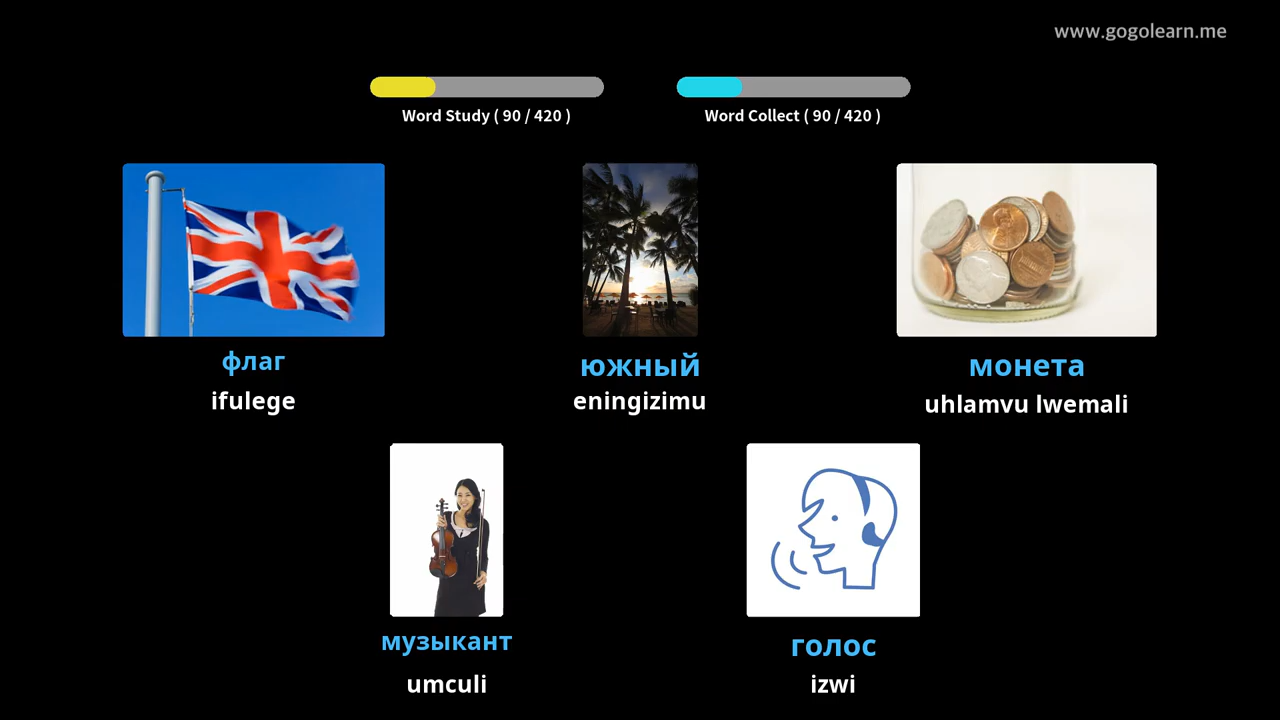 www.gogolearn.me
Word Study ( 90 / 420 )
Word Collect ( 90 / 420 )
флаг
ifulege
южный
eningizimu
монета
uhlamvu lwemali
музыкант
umculi
голос
izwi